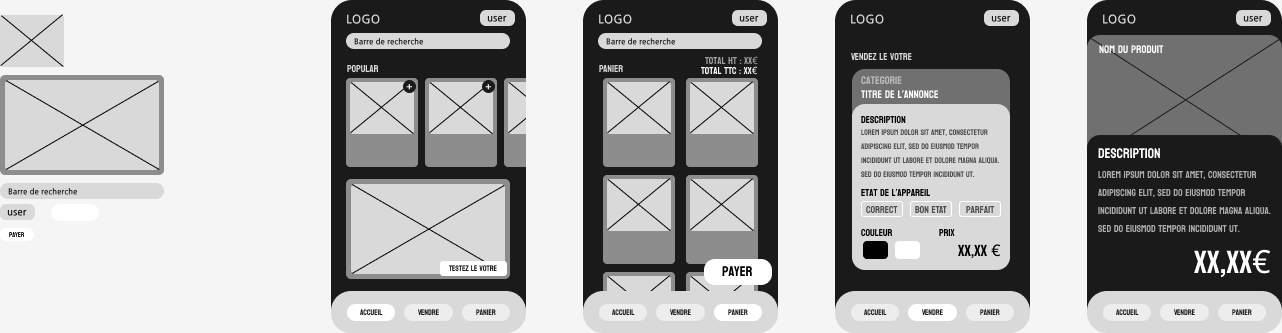 Barre de recherche
user
PAYER
LOGO
user
Barre de recherche
POPULAR
+
+
TESTEZ LE VOTRE
ACCUEIL
VENDRE
PANIER
LOGO
user
Barre de recherche
PANIER
TOTAL HT : XX€
TOTAL TTC : XX€
PAYER
ACCUEIL
VENDRE
PANIER
LOGO
user
VENDEZ LE VOTRE
CATEGORIE
TITRE DE L'ANNONCE
DESCRIPTION
LOREM IPSUM DOLOR SIT AMET, CONSECTETUR
ADIPISCING ELIT, SED DO EIUSMOD TEMPOR
INCIDIDUNT UT LABORE ET DOLORE MAGNA ALIQUA.
SED DO EIUSMOD TEMPOR INCIDIDUNT UT.
ETAT DE L'APPAREIL
CORRECT
BON ETAT
PARFAIT
COULEUR
PRIX
XX,XX €
ACCUEIL
VENDRE
PANIER
LOGO
user
NOM DU PRODUIT
DESCRIPTION
LOREM IPSUM DOLOR SIT AMET, CONSECTETUR
ADIPISCING ELIT, SED DO EIUSMOD TEMPOR
INCIDIDUNT UT LABORE ET DOLORE MAGNA ALIQUA.
SED DO EIUSMOD TEMPOR INCIDIDUNT UT.
XX,XX€
ACCUEIL
VENDRE
PANIER